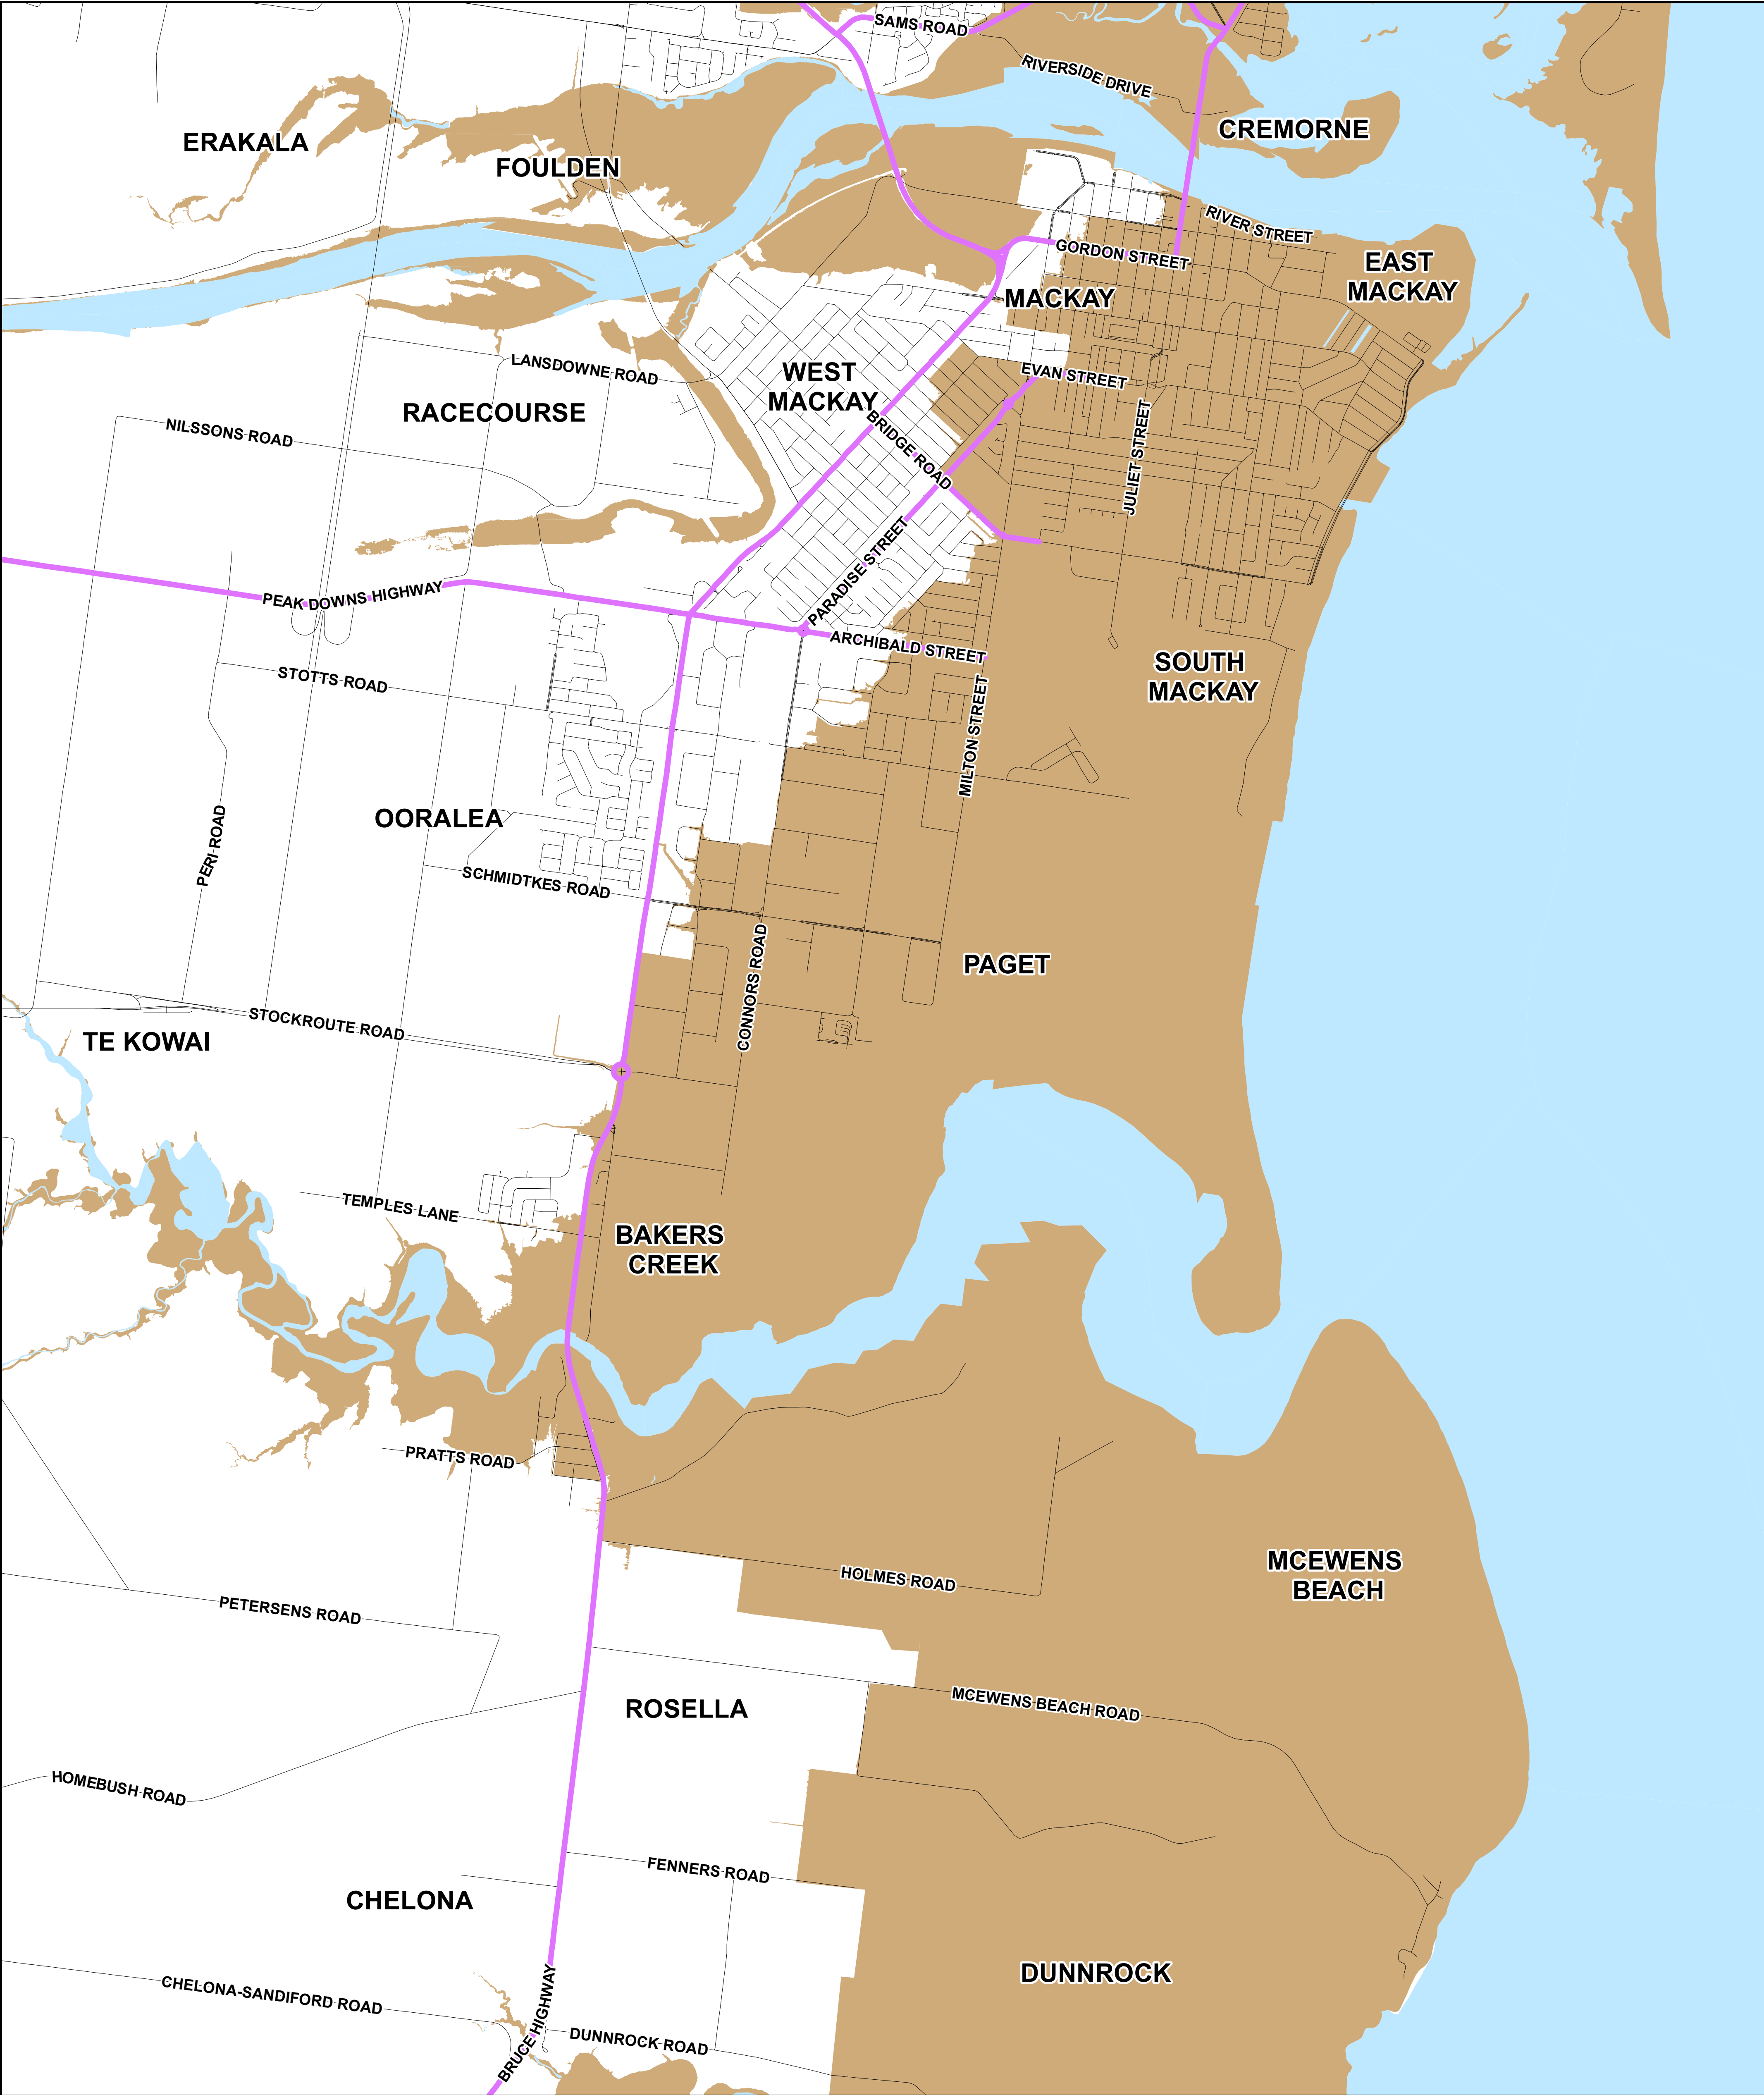 SAMS ROAD
RIVERSIDE DRIVE
CREMORNE
ERAKALA
FOULDEN
RIVER STREET
GORDON STREET
EAST
MACKAY
MACKAY
LANSDOWNE ROAD
WEST
MACKAY
EVAN STREET
RACECOURSE
NILSSONS ROAD
BRIDGE ROAD
JULIET STREET
PARADISE STREET
PEAK DOWNS HIGHWAY
ARCHIBALD STREET
STOTTS ROAD
SOUTH
MACKAY
MILTON STREET
OORALEA
PERI ROAD
SCHMIDTKES ROAD
CONNORS ROAD
PAGET
STOCKROUTE ROAD
TE KOWAI
TEMPLES LANE
BAKERS
CREEK
PRATTS ROAD
HOLMES ROAD
MCEWENS
BEACH
PETERSENS ROAD
ROSELLA
MCEWENS BEACH ROAD
HOMEBUSH ROAD
FENNERS ROAD
CHELONA
DUNNROCK
CHELONA-SANDIFORD ROAD
BRUCE HIGHWAY
DUNNROCK ROAD